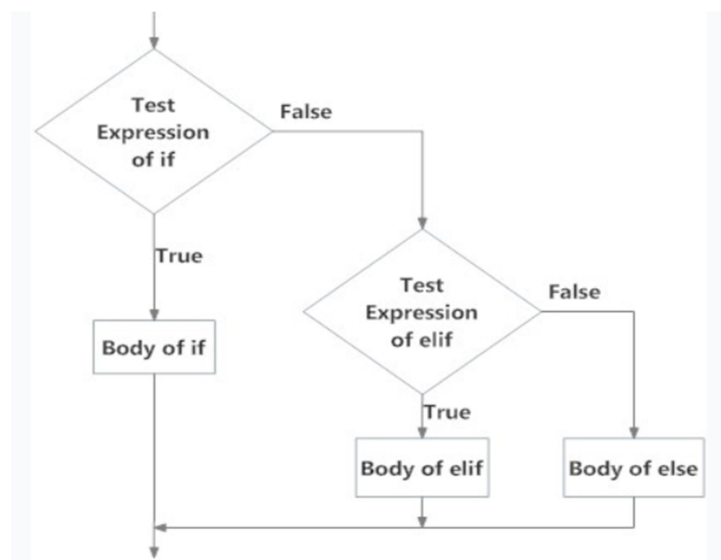 Test
Expression
of if
False
True
Body of if
Test
Expression
of elif
False
True
Body of elif
Body of else